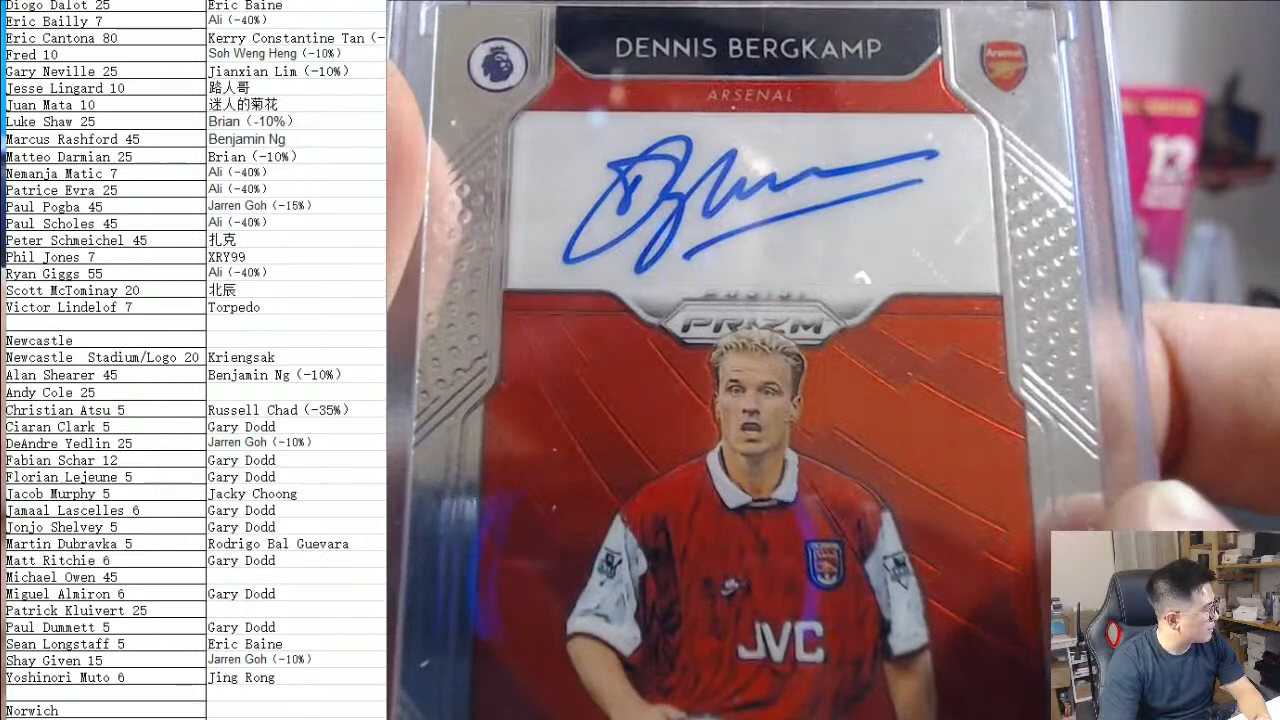 Diogo Dalot 25 Eric Baine
Eric Bailly 7 Ali (-40%)
Eric Cantona 80 Kerry Constantine Tan (-
Fred 10 Soh Weng Heng (-10%)
Gary Neville 25 Jianxian Lim (-10%)
Jesse Lingard 10 路人哥
Juan Mata 10 迷人的菊花
Luke Shaw 25 Brian (-10%)
Marcus Rashford 45 Benjamin Ng
Matteo Darmian 25 Brian (-10%)
Nemanja Matic 7 Ali (-40%)
Patrice Evra 25 Ali (-40%)
Paul Pogba 45 Jarren Goh (-15%)
Paul Scholes 45 Ali (-40%)
Peter Schmeichel 45 扎克
Phil Jones 7 XRY99
Ryan Giggs 55 Ali (-40%)
Scott McTominay 20 北辰
Victor Lindelof 7 Torpedo
Newcastle
Newcastle Stadium/Logo 20 Kriengsak
Alan Shearer 45 Benjamin Ng (-10%)
Andy Cole 25
Christian Atsu 5 Russell Chad (-35%)
Ciaran Clark 5 Gary Dodd
DeAndre Yedlin 25 Jarren Goh (-10%)
Fabian Schar 12 Gary Dodd
Florian Lejeune 5 Gary Dodd
Jacob Murphy 5 Jacky Choong
Jamaal Lascelles 6 Gary Dodd
Jonjo Shelvey 5 Gary Dodd
Martin Dubravka 5 Rodrigo Bal Guevara
Matt Ritchie 6 Gary Dodd
Michael Owen 45
Miguel Almiron 6 Gary Dodd
Patrick Kluivert 25
Paul Dummett 5 Gary Dodd
Sean Longstaff 5 Eric Baine
Shay Given 15 Jarren Goh (-10%)
Yoshinori Muto 6 Jing Rong
Norwich
DENNIS BERGKAMP
Arsenal
ARSENAL
PRIZM
JVC